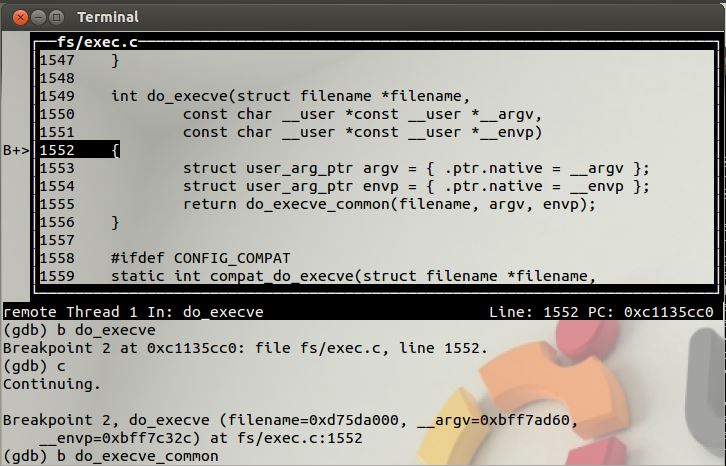 Terminal
fs/exec.c
1547 }
1548
1549 int do_execve(struct filename *filename,
1550 const char __user *const __user *__argv,
1551 const char __user *const __user *__envp)
B+> 1552 {
1553 struct user_arg_ptr argv = { .ptr.native = __argv };
1554 struct user_arg_ptr envp = { .ptr.native = __envp };
1555 return do_execve_common(filename, argv, envp);
1556 }
1557
1558 #ifdef CONFIG_COMPAT
1559 static int compat_do_execve(struct filename *filename,
remote Thread 1 In: do_execve Line: 1552 PC: 0xc1135cc0
(gdb) b do_execve
Breakpoint 2 at 0xc1135cc0: file fs/exec.c, line 1552.
(gdb) c
Continuing.
Breakpoint 2, do_execve (filename=0xd75da000, __argv=0xbff7ad60,
__envp=0xbff7c32c) at fs/exec.c:1552
(gdb) b do_execve_common